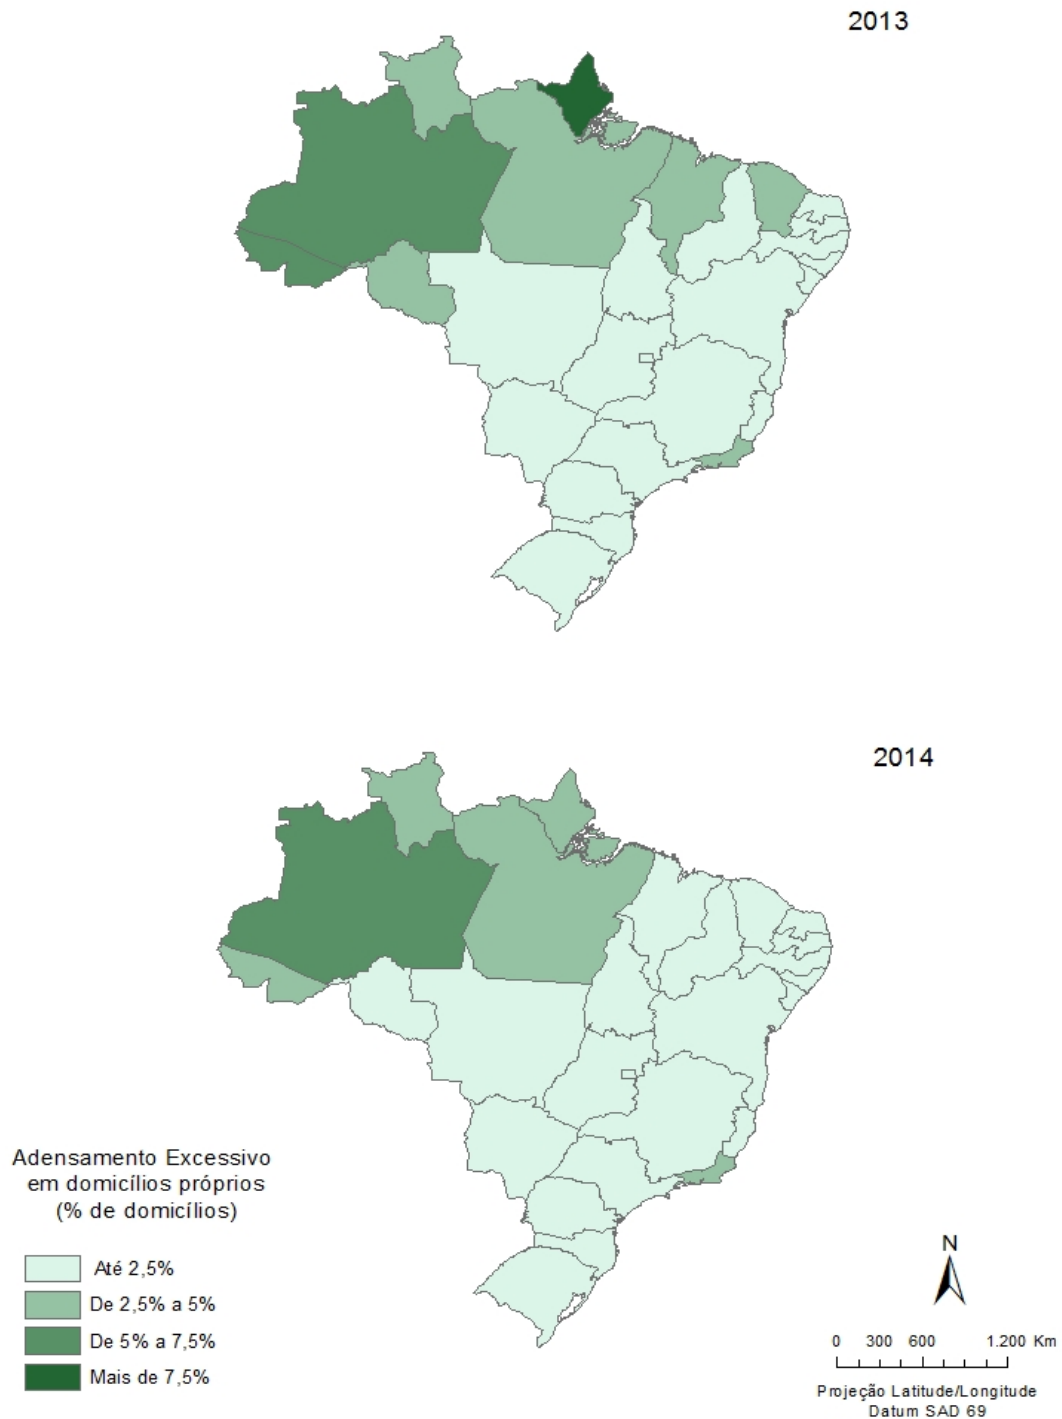 2013
2014
Adensamento Excessivo
em domicílios próprios
(% de domicílios)
Até 2,5%
De 2,5% a 5%
De 5% a 7,5%
Mais de 7,5%
N
0 300 600 1.200 Km
Projeção Latitude/Longitude
Datum SAD 69